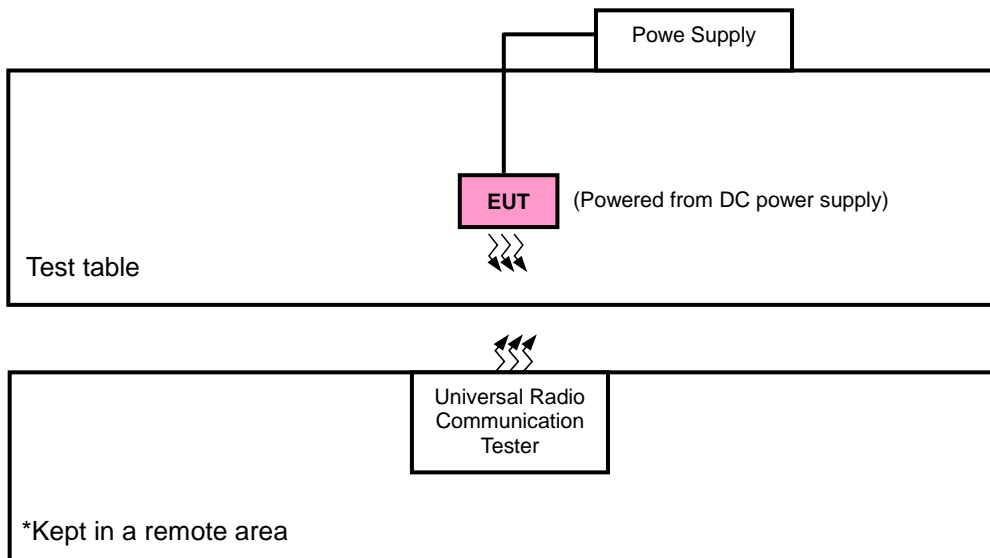 Powe Supply
EUT
(Powered from DC power supply)
Test table
Universal Radio
Communication
Tester
*Kept in a remote area